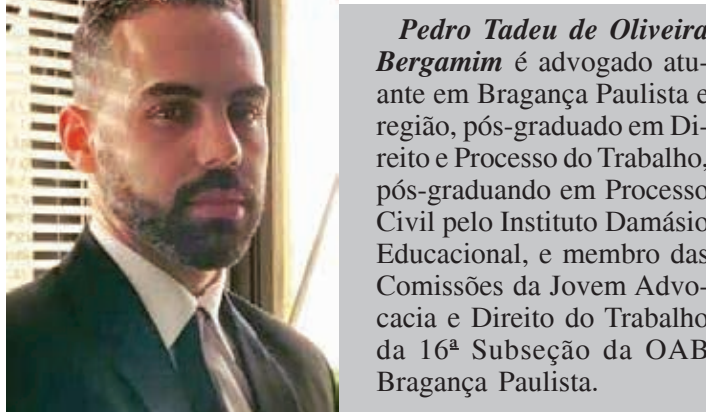 Pedro Tadeu de Oliveira
Bergamim é advogado atu-
ante em Bragança Paulista e
região, pós-graduado em Di-
reito e Processo do Trabalho,
pós-graduando em Processo
Civil pelo Instituto Damásio
Educacional, e membro das
Comissões da Jovem Advo-
cacia e Direito do Trabalho
da 16ª Subseção da OAB
Bragança Paulista.